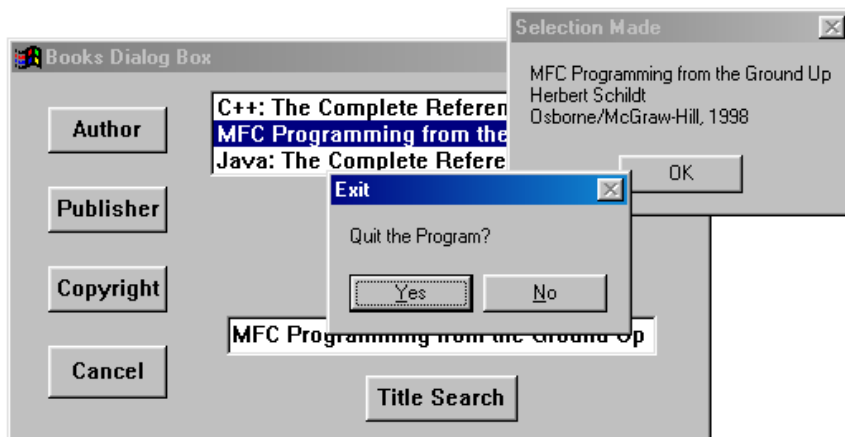 Selection Made
MFC Programming from the Ground Up
Herbert Schildt
Osborne/McGraw-Hill, 1998
OK
Books Dialog Box
Author
Publisher
Copyright
Cancel
C++: The Complete Referen
MFC Programming from the
Java: The Complete Refere
Exit
Quit the Program?
Yes
No
MFC Programming from the Ground Up
Title Search